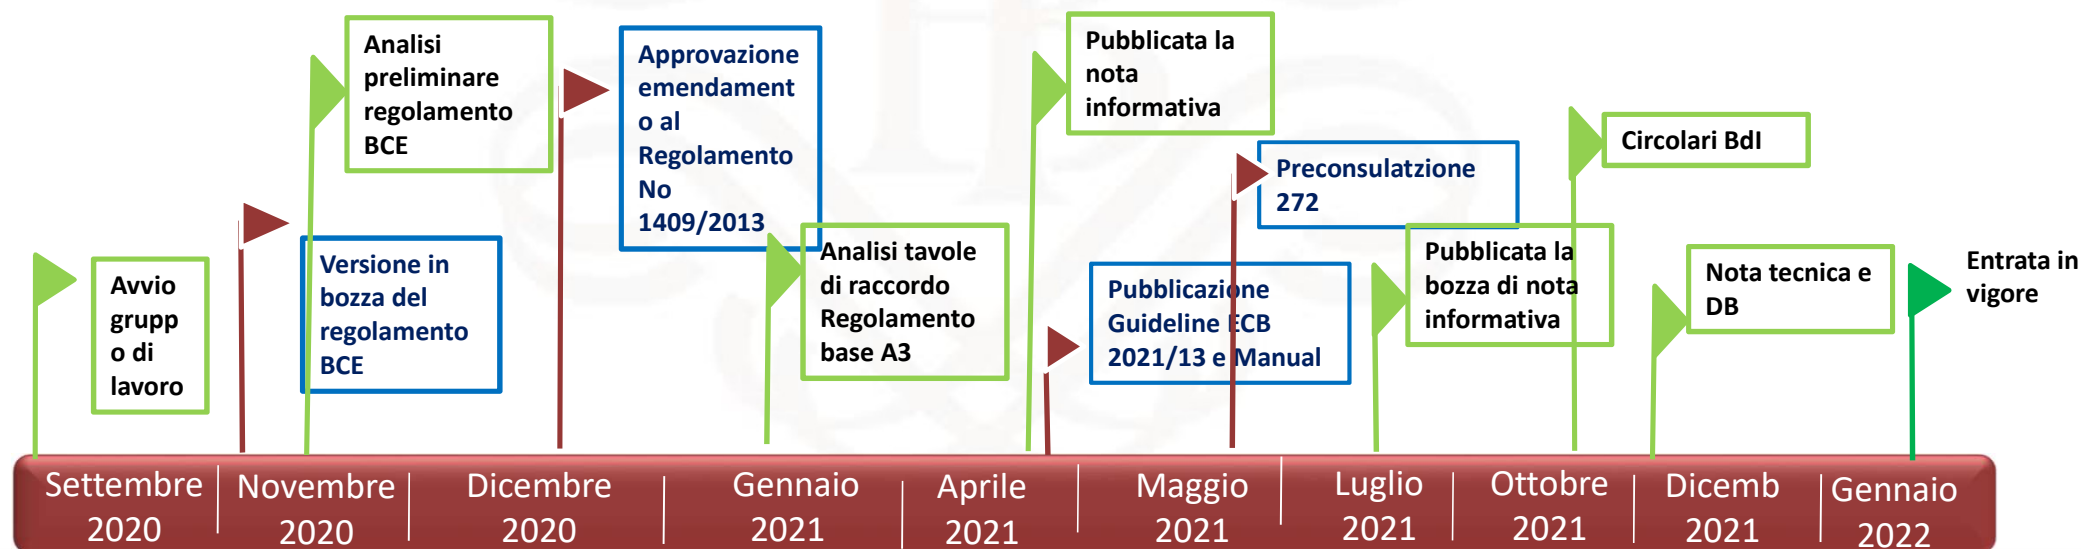 Avvio
grupp
o di
lavoro
Versione in
bozza del
regolamento
BCE
Analisi
preliminare
regolamento
BCE
Approvazione
emendament
o al
Regolamento
No
1409/2013
Analisi tavole
di raccordo
Regolamento
base A3
Pubblicata la
nota
informativa
Pubblicazione
Guideline ECB
2021/13 e Manual
Preconsulatzione
272
Pubblicata la
bozza di nota
informativa
Circolari BdI
Nota tecnica e
DB
Entrata in
vigore
Settembre
2020
Novembre
2020
Dicembre
2020
Gennaio
2021
Aprile
2021
Maggio
2021
Luglio
2021
Ottobre
2021
Dicemb
2021
Gennaio
2022